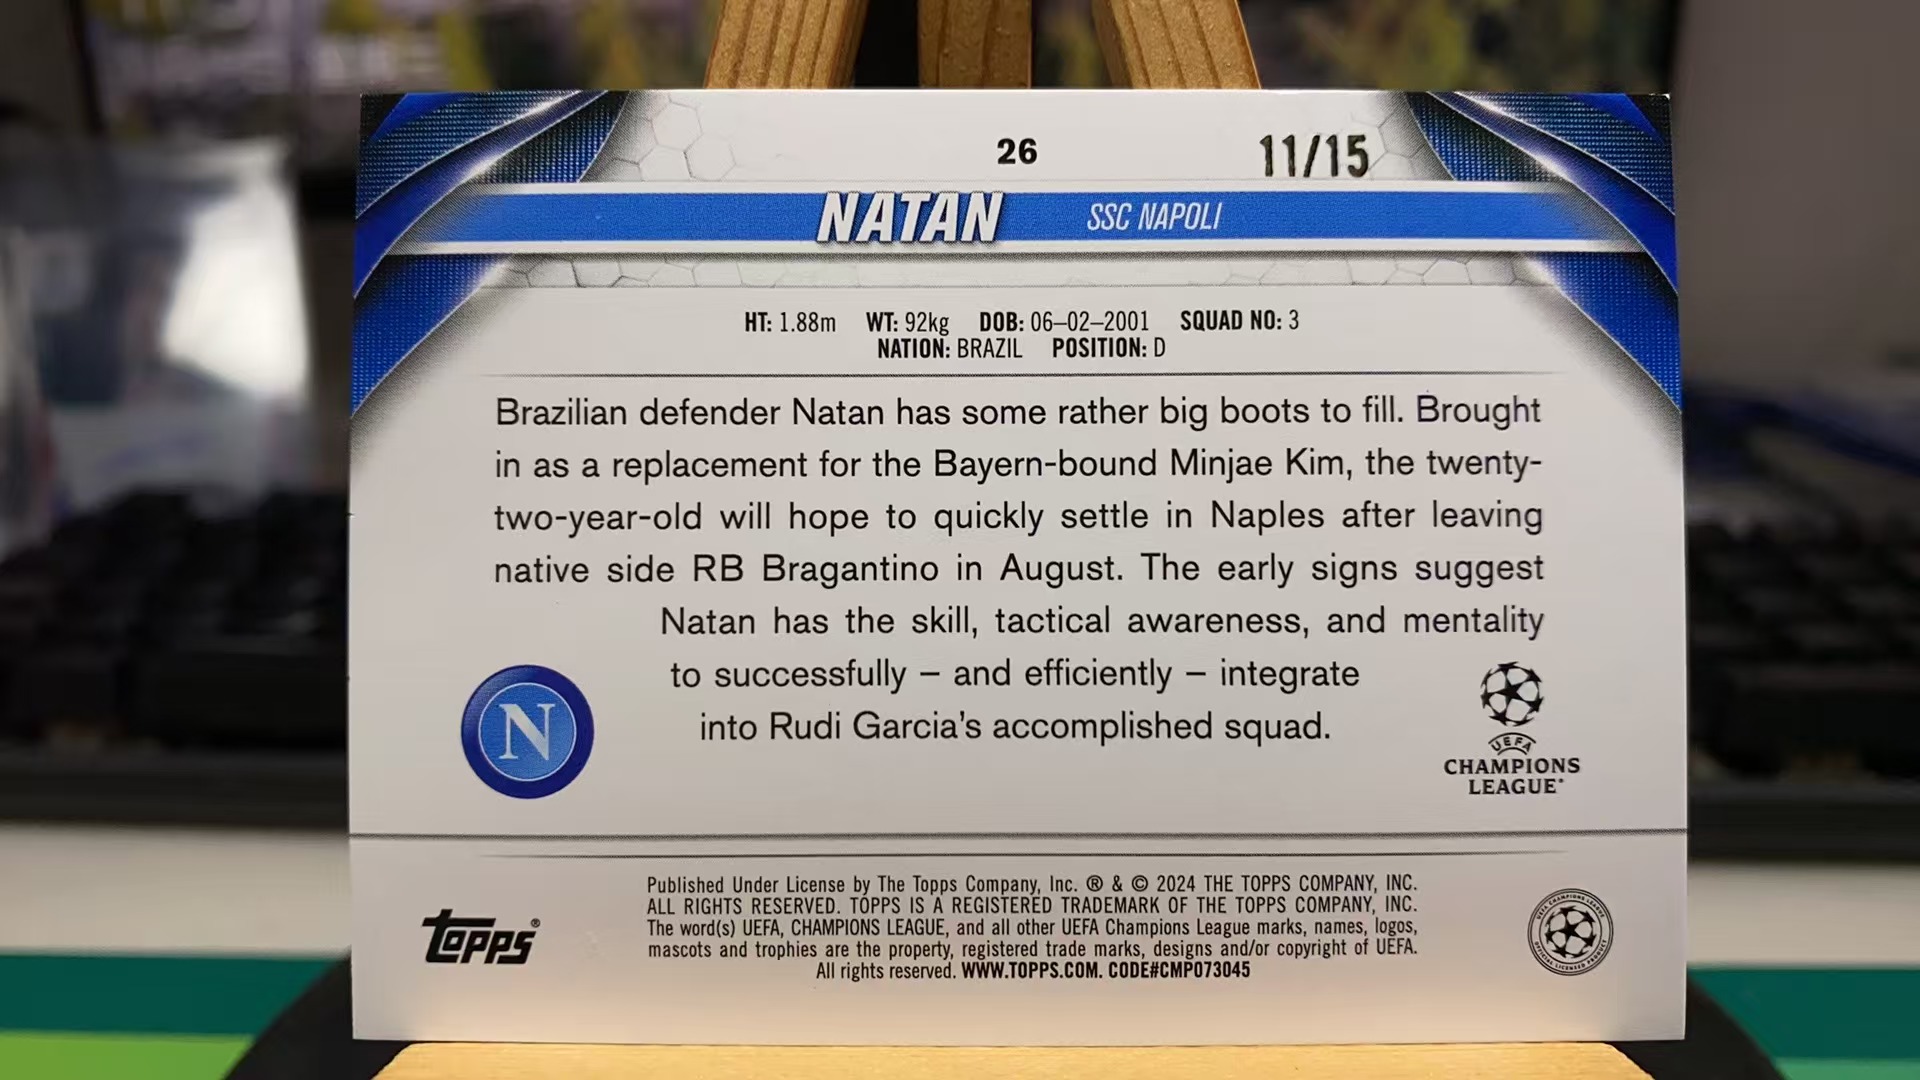 26
11/15
NATAN SSC NAPOLI
HT: 1.88m WT: 92kg DOB: 06–02–2001 SQUAD NO: 3
NATION: BRAZIL POSITION: D
Brazilian defender Natan has some rather big boots to fill. Brought
in as a replacement for the Bayern-bound Minjae Kim, the twenty-
two-year-old will hope to quickly settle in Naples after leaving
native side RB Bragantino in August. The early signs suggest
Natan has the skill, tactical awareness, and mentality
to successfully – and efficiently – integrate
into Rudi Garcia's accomplished squad.
N
UEFA
CHAMPIONS
LEAGUE®
Published Under License by The Topps Company, Inc. ® & © 2024 THE TOPPS COMPANY, INC.
ALL RIGHTS RESERVED. TOPPS IS A REGISTERED TRADEMARK OF THE TOPPS COMPANY, INC.
The word(s) UEFA, CHAMPIONS LEAGUE, and all other UEFA Champions League marks, names, logos,
mascots and trophies are the property, registered trade marks, designs and/or copyright of UEFA.
All rights reserved. WWW.TOPPS.COM. CODE#CMP073045
Topps®
UEFA CHAMPIONS LEAGUE
OFFICIAL LICENSED PRODUCT